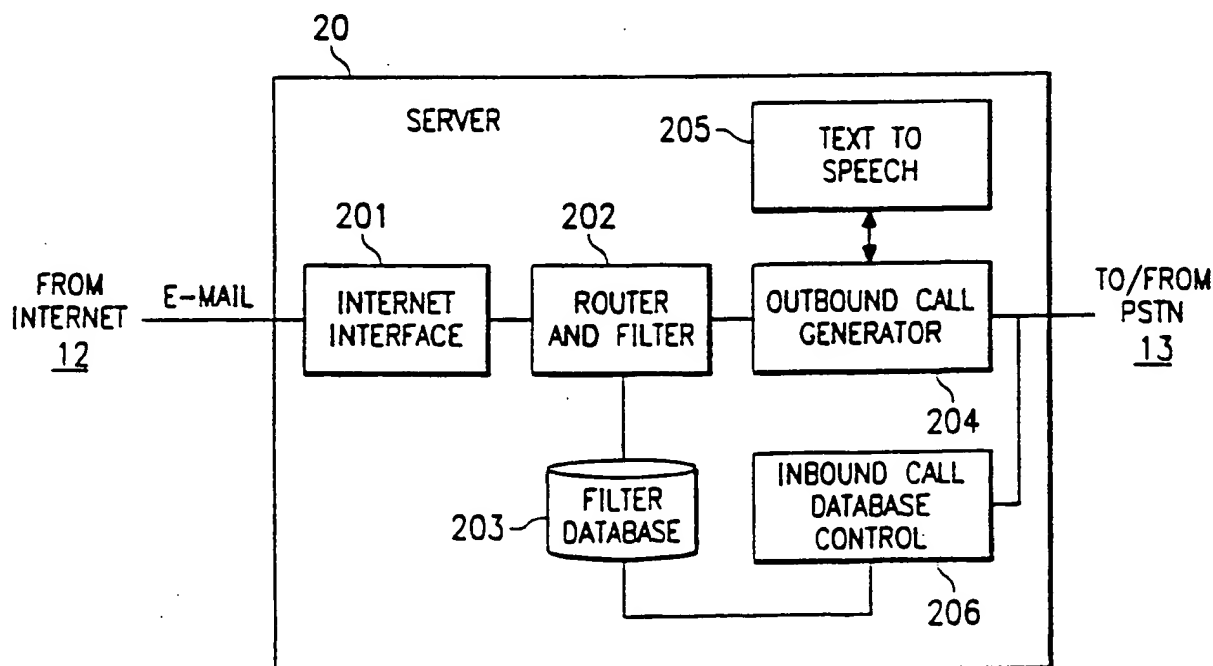 20
SERVER
205
TEXT TO
SPEECH
201
202
FROM
INTERNET
12
E-MAIL
INTERNET
INTERFACE
ROUTER
AND FILTER
OUTBOUND CALL
GENERATOR
TO/FROM
PSTN
13
204
203
FILTER
DATABASE
INBOUND CALL
DATABASE
CONTROL
206